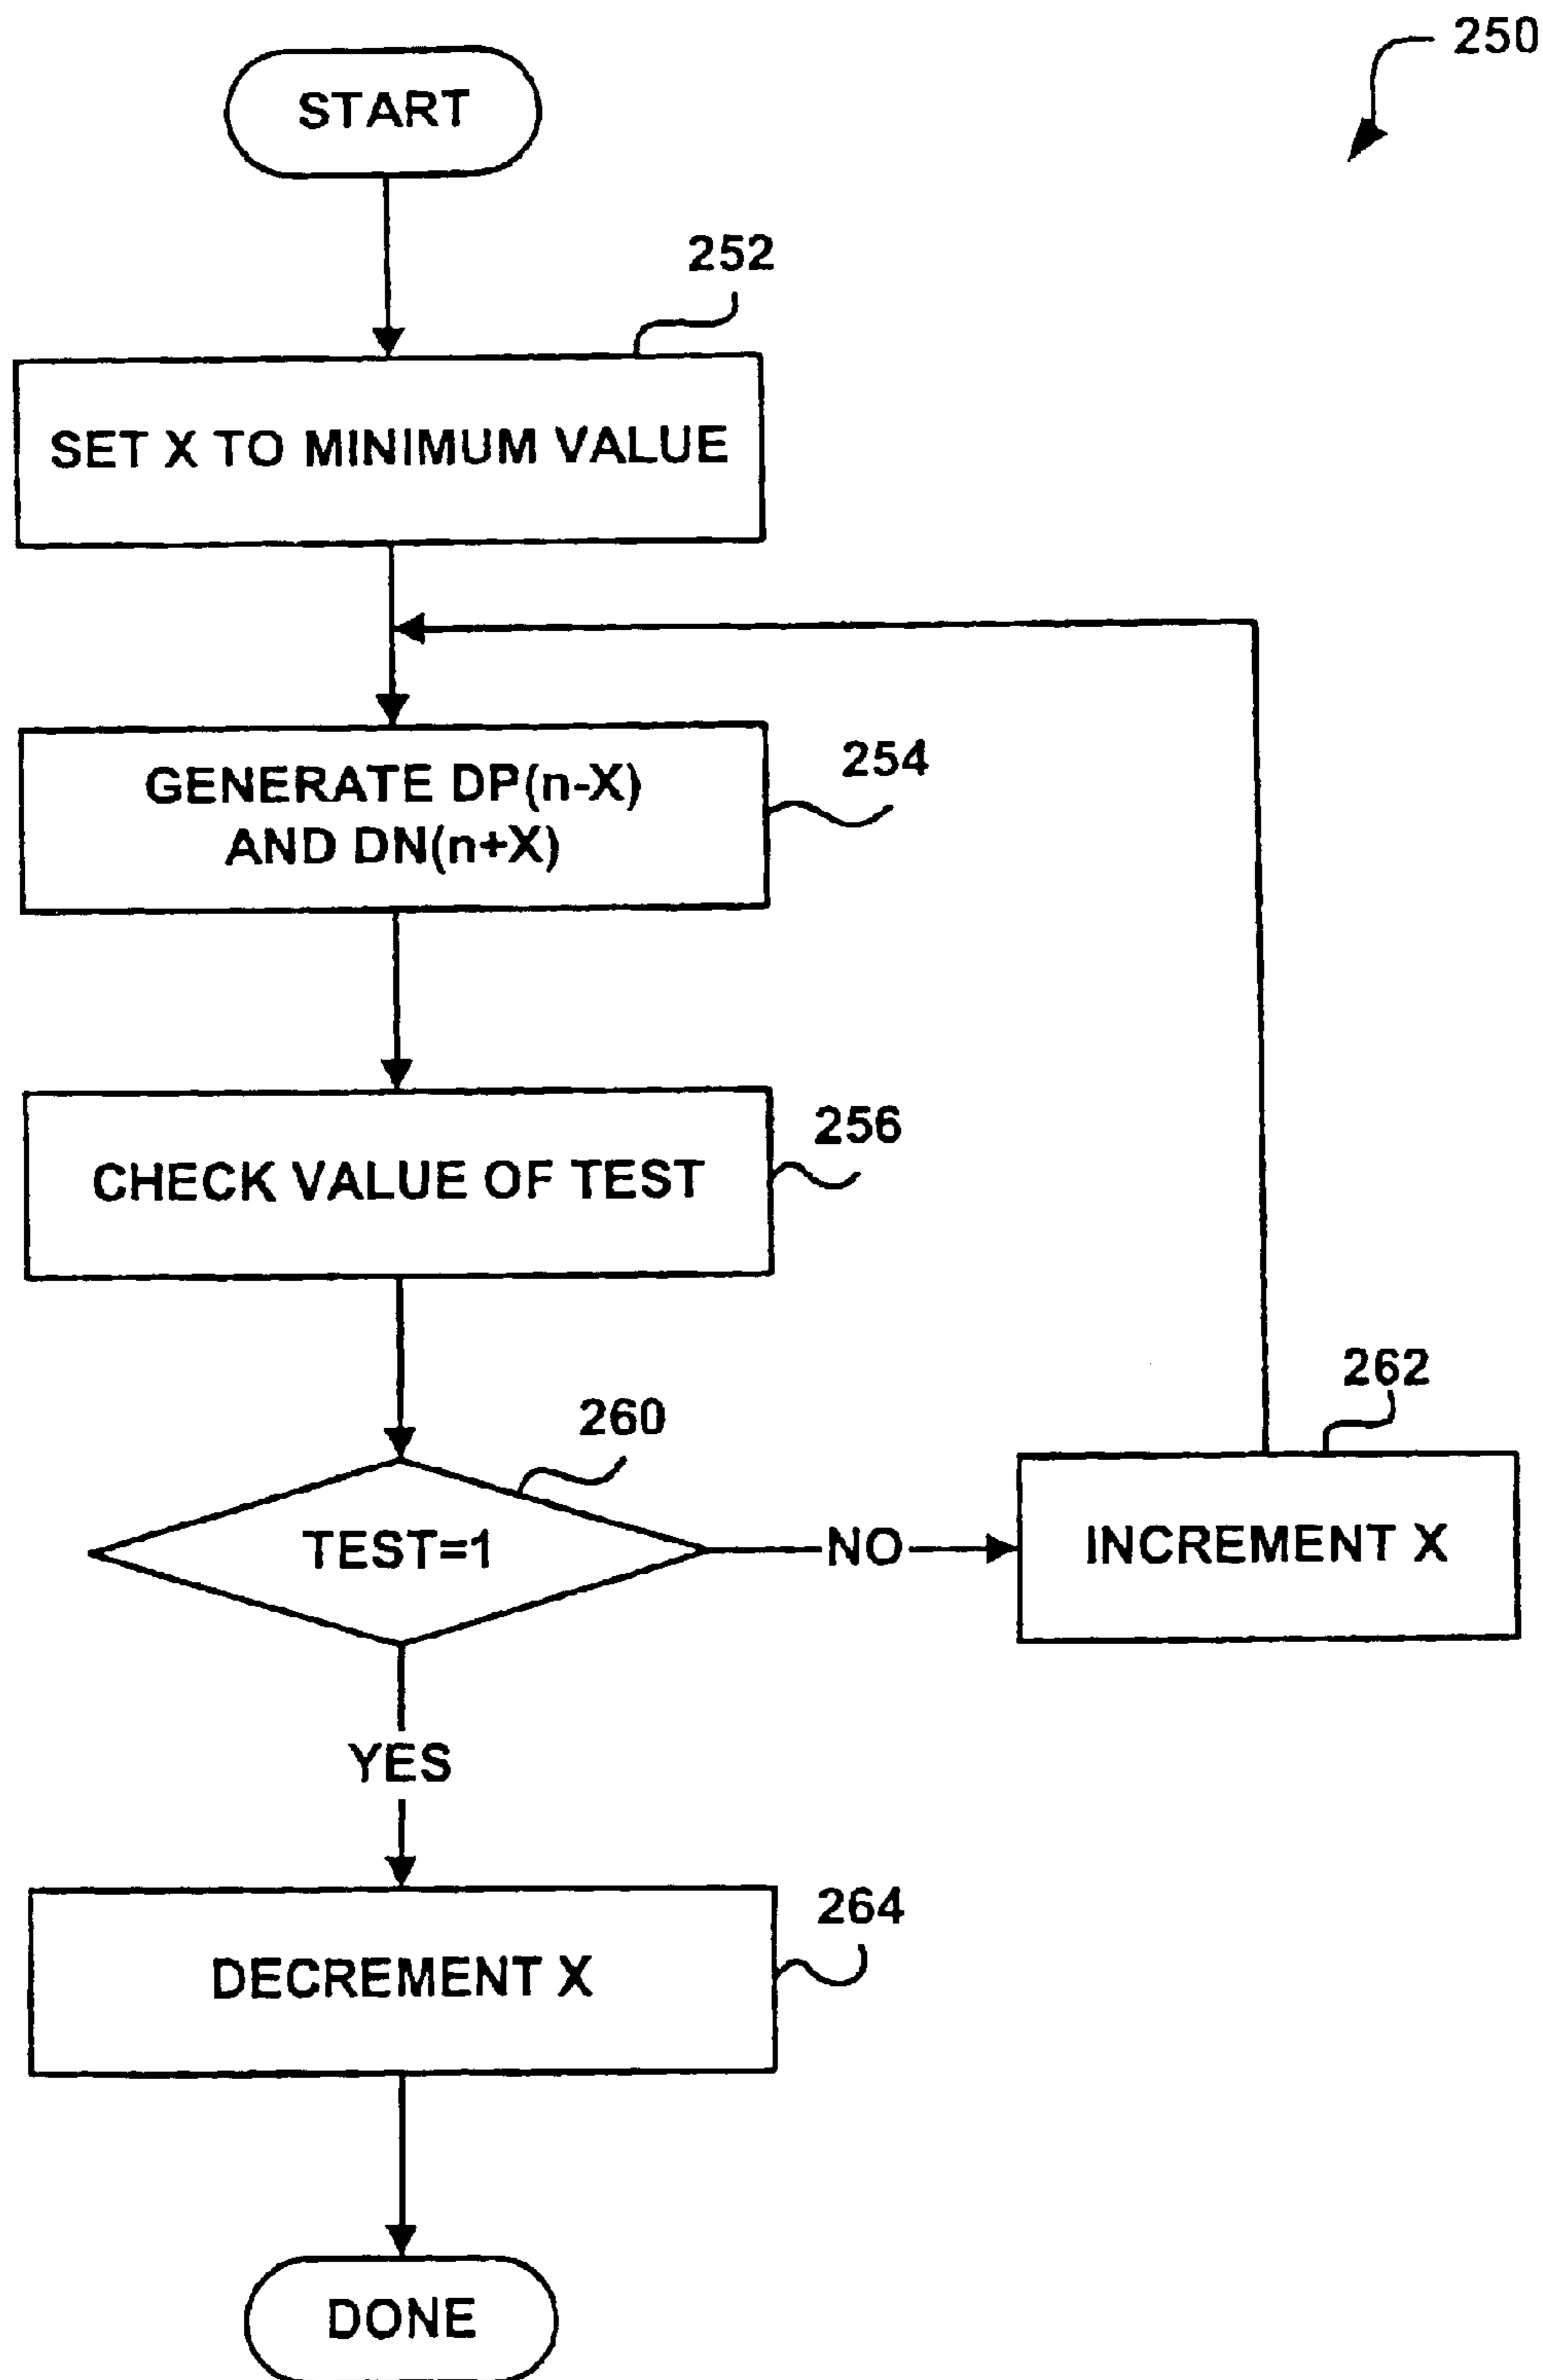 250
START
252
SET X TO MINIMUM VALUE
254
GENERATE DP(n-X)
AND DN(n+X)
256
CHECK VALUE OF TEST
260
TEST=1
NO
262
INCREMENT X
YES
264
DECREMENT X
DONE